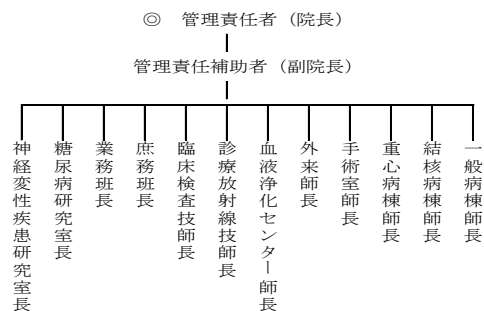 ◎　管理責任者（院長）
管理責任補助者（副院長）
神経変性疾患研究室長
糖尿病研究室長
業務班長
庶務班長
臨床検査技師長
診療放射線技師長
血液浄化センター師長
外来師長
手術室師長
重心病棟師長
結核病棟師長
一般病棟師長